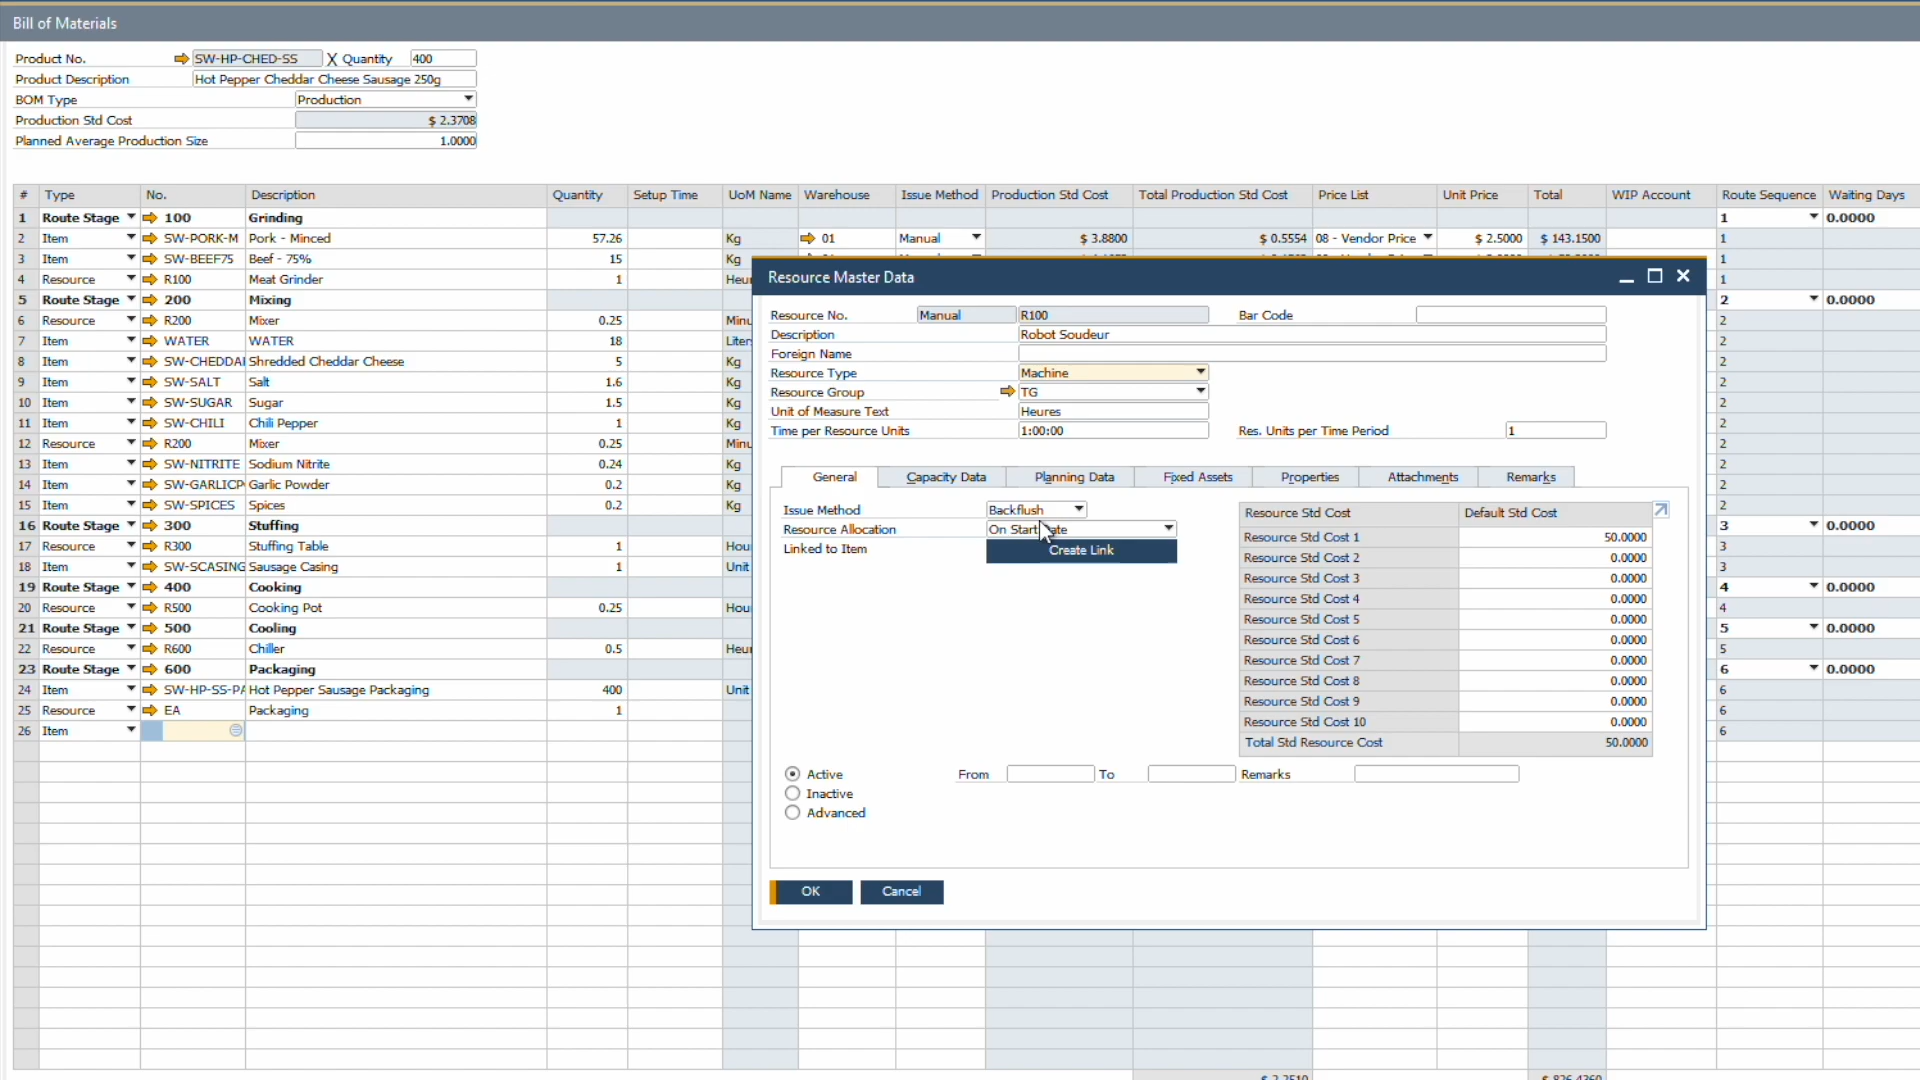 Bill of Materials
Product No. SW-HP-CHED-SS X Quantity 400
Product Description Hot Pepper Cheddar Cheese Sausage 250g
BOM Type Production
Production Std Cost $ 2.3708
Planned Average Production Size 1.0000
# Type No. Description Quantity Setup Time UoM Name Warehouse Issue Method Production Std Cost Total Production Std Cost Price List Unit Price Total WIP Account Route Sequence Waiting Days
1 Route Stage 100 Grinding 1 0.0000
2 Item SW-PORK-M Pork - Minced 57.26 Kg 01 Manual $ 3.8800 $ 0.5554 08 - Vendor Price $ 2.5000 $ 143.1500 1
3 Item SW-BEEF75 Beef - 75% 15 Kg 1
4 Resource R100 Meat Grinder 1 Heu 1
5 Route Stage 200 Mixing 2 0.0000
6 Resource R200 Mixer 0.25 Minu 2
7 Item WATER WATER 18 Liter 2
8 Item SW-CHEDDA Shredded Cheddar Cheese 5 Kg 2
9 Item SW-SALT Salt 1.6 Kg 2
10 Item SW-SUGAR Sugar 1.5 Kg 2
11 Item SW-CHILI Chili Pepper 1 Kg 2
12 Resource R200 Mixer 0.25 Minu 2
13 Item SW-NITRITE Sodium Nitrite 0.24 Kg 2
14 Item SW-GARLICP Garlic Powder 0.2 Kg 2
15 Item SW-SPICES Spices 0.2 Kg 2
16 Route Stage 300 Stuffing 3 0.0000
17 Resource R300 Stuffing Table 1 Hou 3
18 Item SW-SCASING Sausage Casing 1 Unit 3
19 Route Stage 400 Cooking 4 0.0000
20 Resource R500 Cooking Pot 0.25 Hou 4
21 Route Stage 500 Cooling 5 0.0000
22 Resource R600 Chiller 0.5 Heu 5
23 Route Stage 600 Packaging 6 0.0000
24 Item SW-HP-SS-PA Hot Pepper Sausage Packaging 400 Unit 6
25 Resource EA Packaging 1 6
26 Item 6
Resource Master Data
Resource No. Manual R100 Bar Code
Description Robot Soudeur
Foreign Name
Resource Type Machine
Resource Group TG
Unit of Measure Text Heures
Time per Resource Units 1:00:00 Res. Units per Time Period 1
General Capacity Data Planning Data Fixed Assets Properties Attachments Remarks
Issue Method Backflush
Resource Allocation On Start Date
Linked to Item Create Link
Resource Std Cost Default Std Cost
Resource Std Cost 1 50.0000
Resource Std Cost 2 0.0000
Resource Std Cost 3 0.0000
Resource Std Cost 4 0.0000
Resource Std Cost 5 0.0000
Resource Std Cost 6 0.0000
Resource Std Cost 7 0.0000
Resource Std Cost 8 0.0000
Resource Std Cost 9 0.0000
Resource Std Cost 10 0.0000
Total Std Resource Cost 50.0000
Active From To Remarks
Inactive
Advanced
OK Cancel